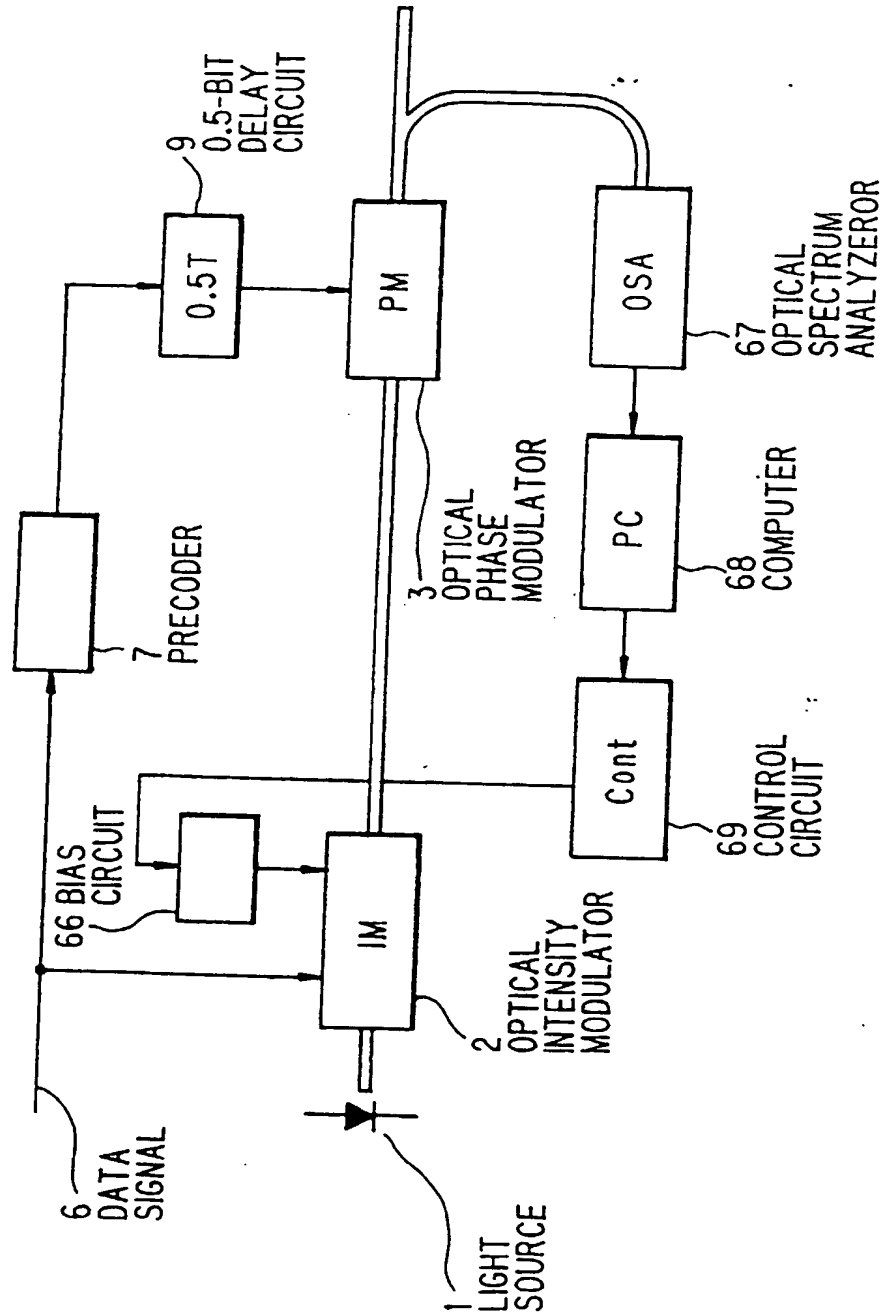 6
DATA
SIGNAL
7
PRECODER
9
0.5-BIT
DELAY
CIRCUIT
0.5T
66 BIAS
CIRCUIT
1
LIGHT
SOURCE
IM
2
OPTICAL
INTENSITY
MODULATOR
PM
3
OPTICAL
PHASE
MODULATOR
Cont
69
CONTROL
CIRCUIT
PC
68
COMPUTER
OSA
67
OPTICAL
SPECTRUM
ANALYZEROR